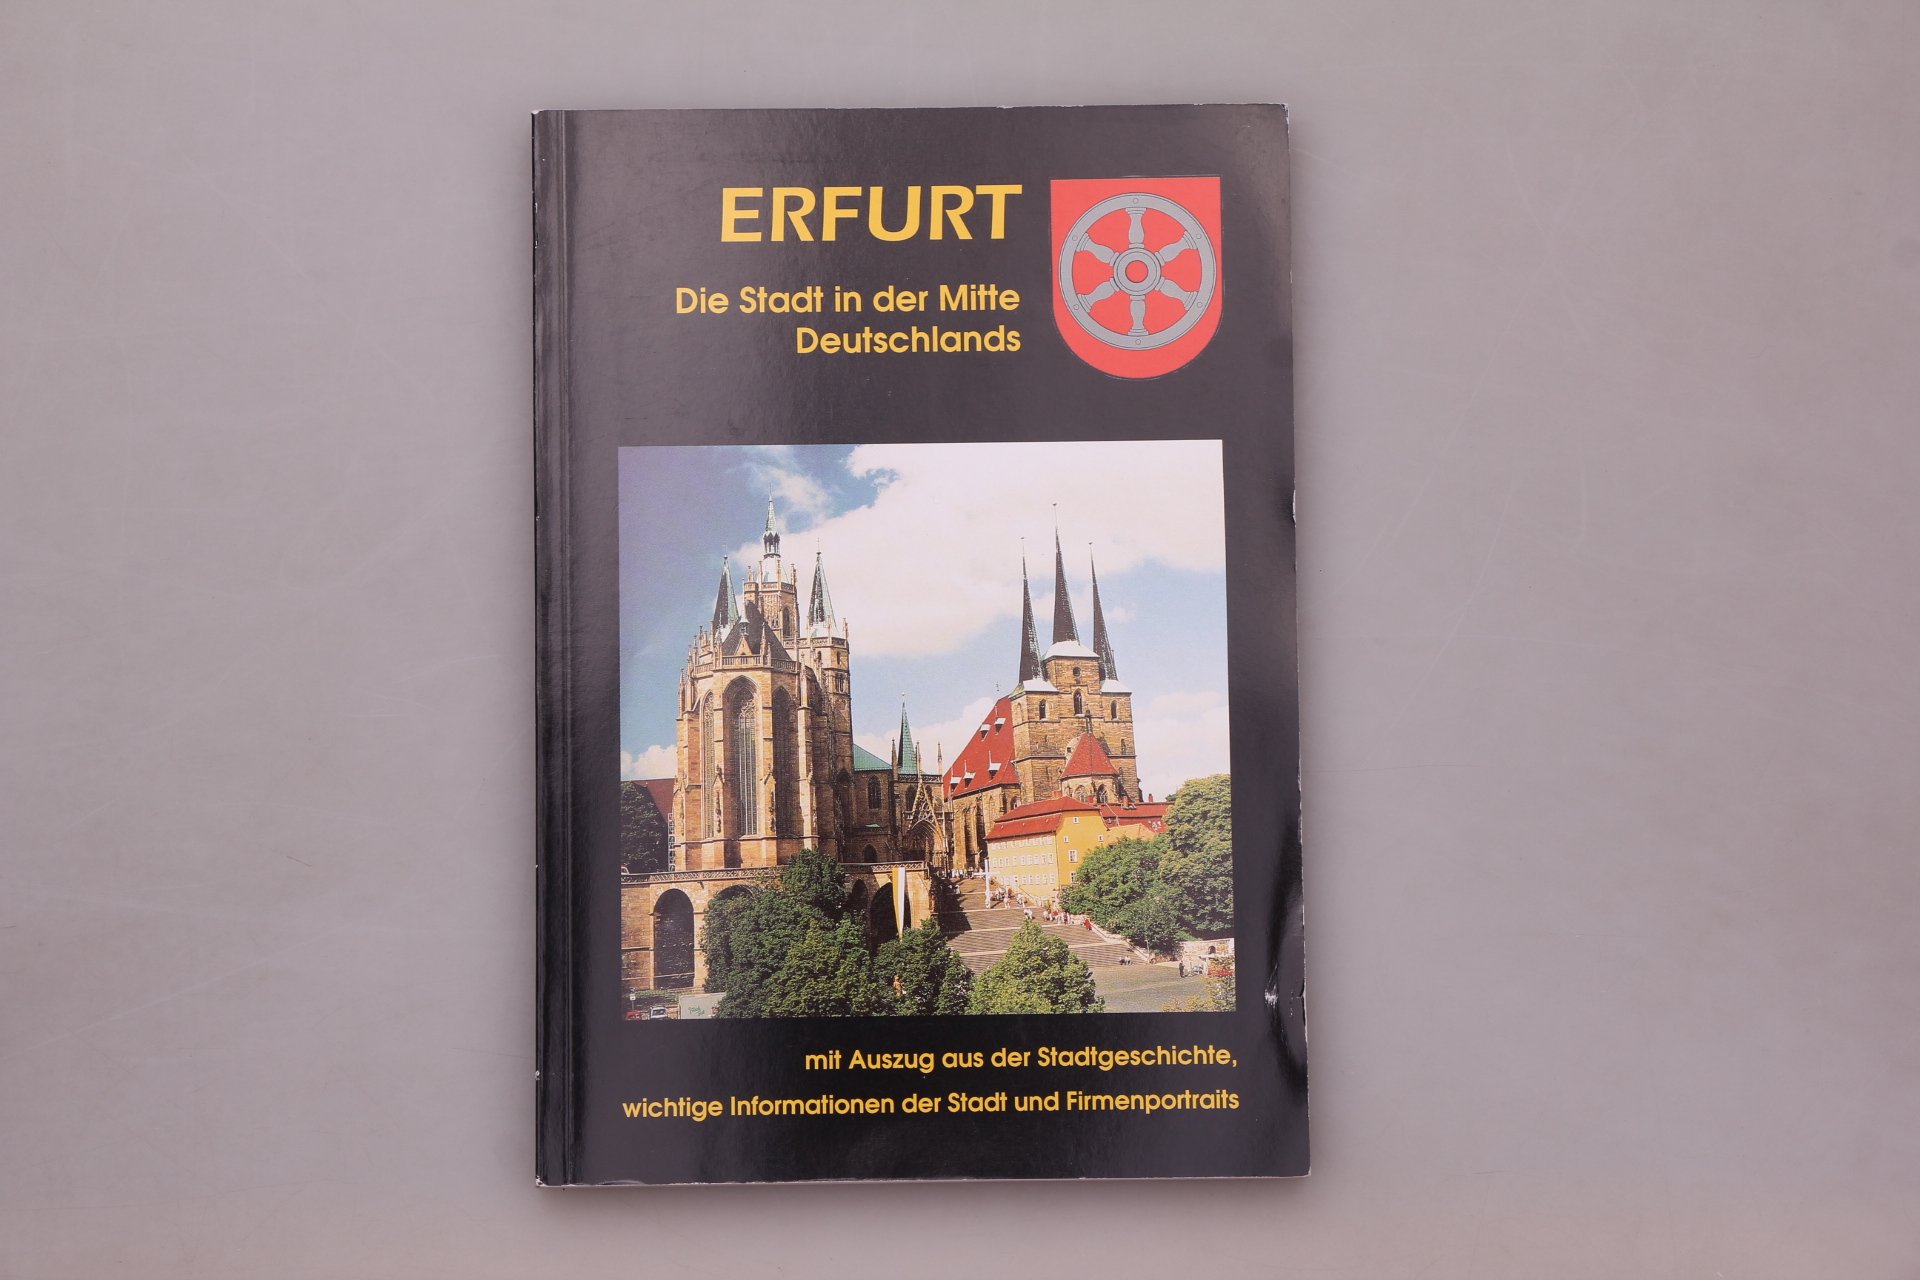 ERFURT
Die Stadt in der Mitte
Deutschlands
mit Auszug aus der Stadtgeschichte,
wichtige Informationen der Stadt und Firmenportraits